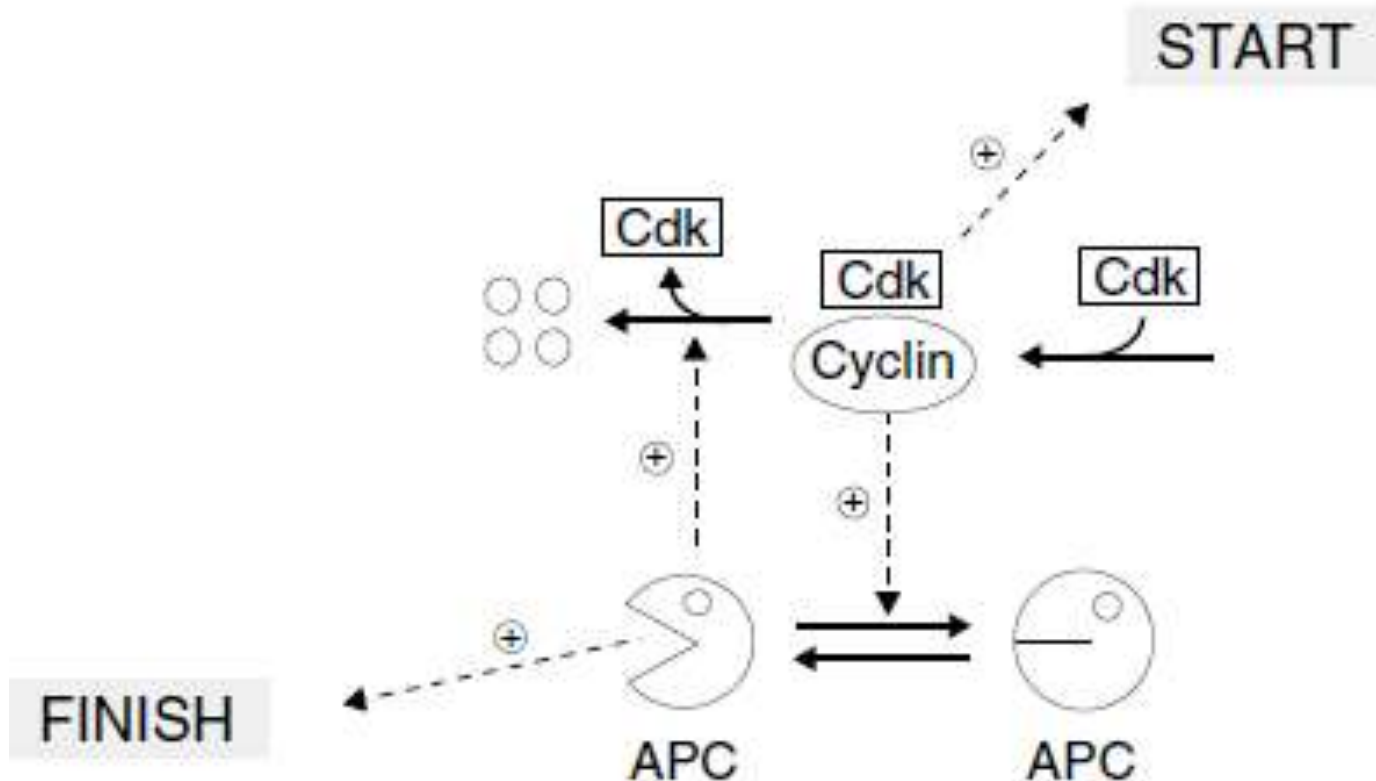 START
+
Cdk
Cdk
Cdk
Cyclin
+
+
+
FINISH
APC
APC